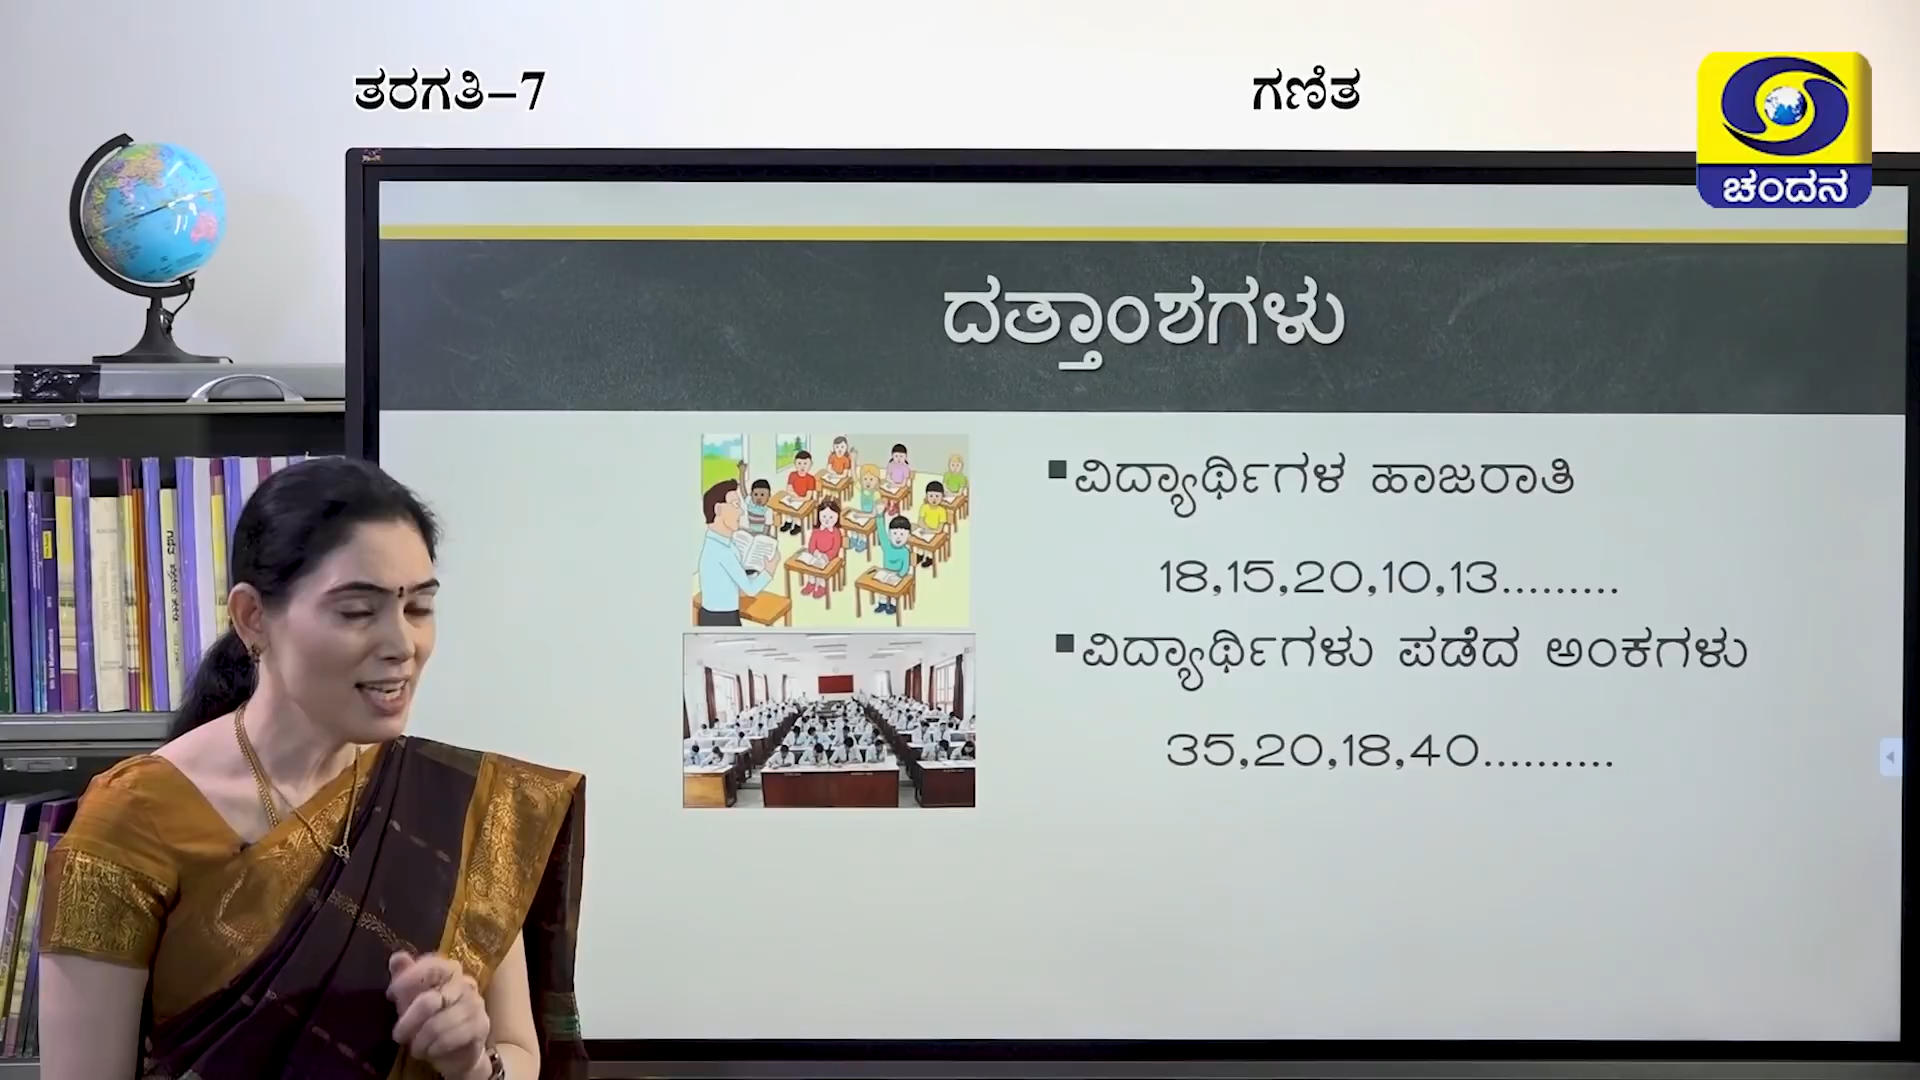 ತರಗತಿ–7
ಗಣಿತ
ಚಂದನ
ದತ್ತಾಂಶಗಳು
▪ವಿದ್ಯಾರ್ಥಿಗಳ ಹಾಜರಾತಿ
18,15,20,10,13.........
▪ವಿದ್ಯಾರ್ಥಿಗಳು ಪಡೆದ ಅಂಕಗಳು
35,20,18,40..........